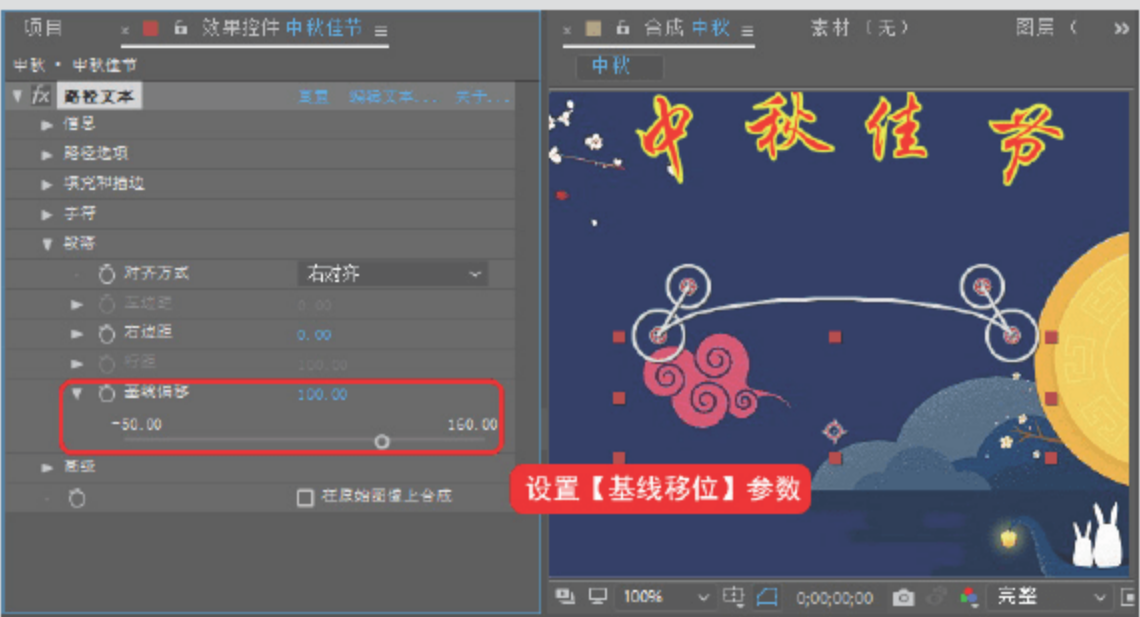 项目
效果控件 中秋佳节
中秋 · 中秋佳节
fx 路径文本 重置 编辑文本... 关于...
信息
路径选项
填充和描边
字符
段落
对齐方式 右对齐
左边距 0.00
右边距 0.00
行距 100.00
基线偏移 100.00
-50.00 160.00
高级
在原始图像上合成
合成 中秋
素材（无）
图层（
中秋
中秋佳节
设置【基线移位】参数
100%
0;00;00;00
完整